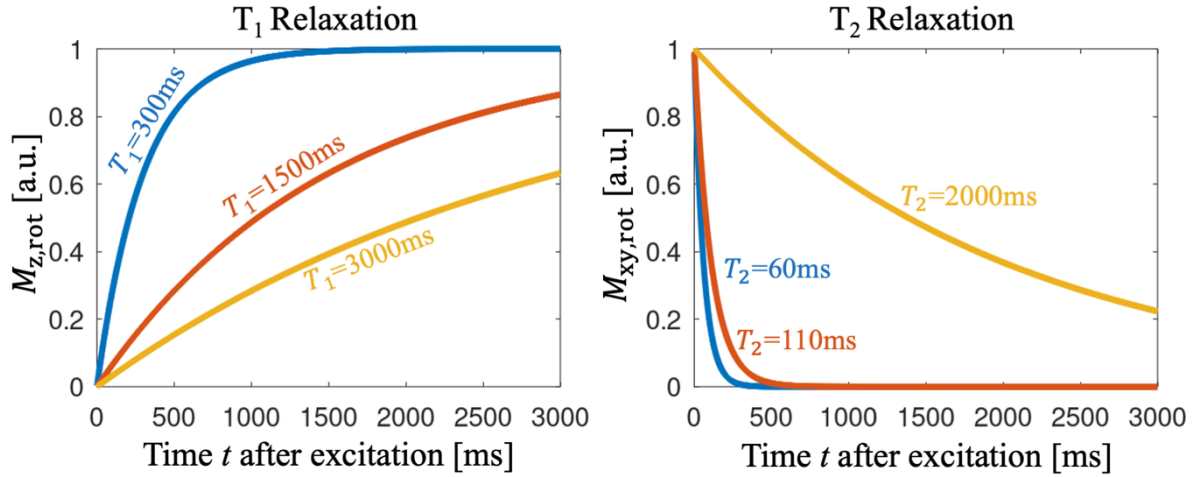 T₁ Relaxation
1
0.8
0.6
0.4
0.2
0
M_z,rot [a.u.]
T₁=300ms
T₁=1500ms
T₁=3000ms
0 500 1000 1500 2000 2500 3000
Time t after excitation [ms]
T₂ Relaxation
1
0.8
0.6
0.4
0.2
0
M_xy,rot [a.u.]
T₂=2000ms
T₂=60ms
T₂=110ms
0 500 1000 1500 2000 2500 3000
Time t after excitation [ms]